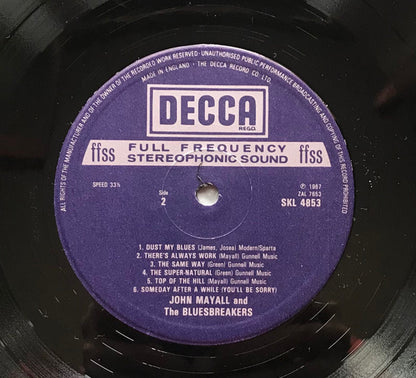 ALL RIGHTS OF THE MANUFACTURER AND OF THE OWNER OF THE RECORDED WORK RESERVED · UNAUTHORISED PUBLIC PERFORMANCE BROADCASTING AND COPYING OF THIS RECORD PROHIBITED
MADE IN ENGLAND · THE DECCA RECORD CO. LTD.
DECCA
REGD.
ffss FULL FREQUENCY ffss
STEREOPHONIC SOUND
SPEED 33⅓
Side
2
℗ 1967
ZAL 7653
SKL 4853
1. DUST MY BLUES (James, Josea) Modern/Sparta
2. THERE'S ALWAYS WORK (Mayall) Gunnell Music
3. THE SAME WAY (Green) Gunnell Music
4. THE SUPER-NATURAL (Green) Gunnell Music
5. TOP OF THE HILL (Mayall) Gunnell Music
6. SOMEDAY AFTER A WHILE (YOU'LL BE SORRY)
JOHN MAYALL and
The BLUESBREAKERS